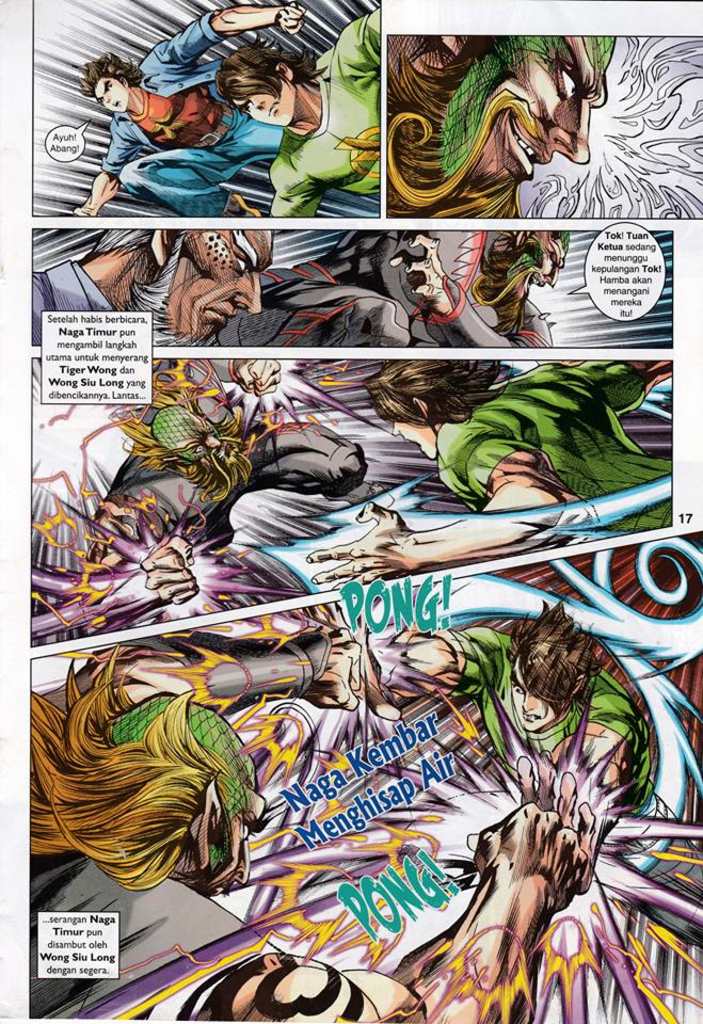 Ayuh!
Abang!
Tok! Tuan
Ketua sedang
menunggu
kepulangan Tok!
Hamba akan
menangani
mereka
itu!
Setelah habis berbicara,
Naga Timur pun
mengambil langkah
utama untuk menyerang
Tiger Wong dan
Wong Siu Long yang
dibencikannya. Lantas...
17
PONG!
Naga Kembar
Menghisap Air
PONG!
...serangan Naga
Timur pun
disambut oleh
Wong Siu Long
dengan segera.